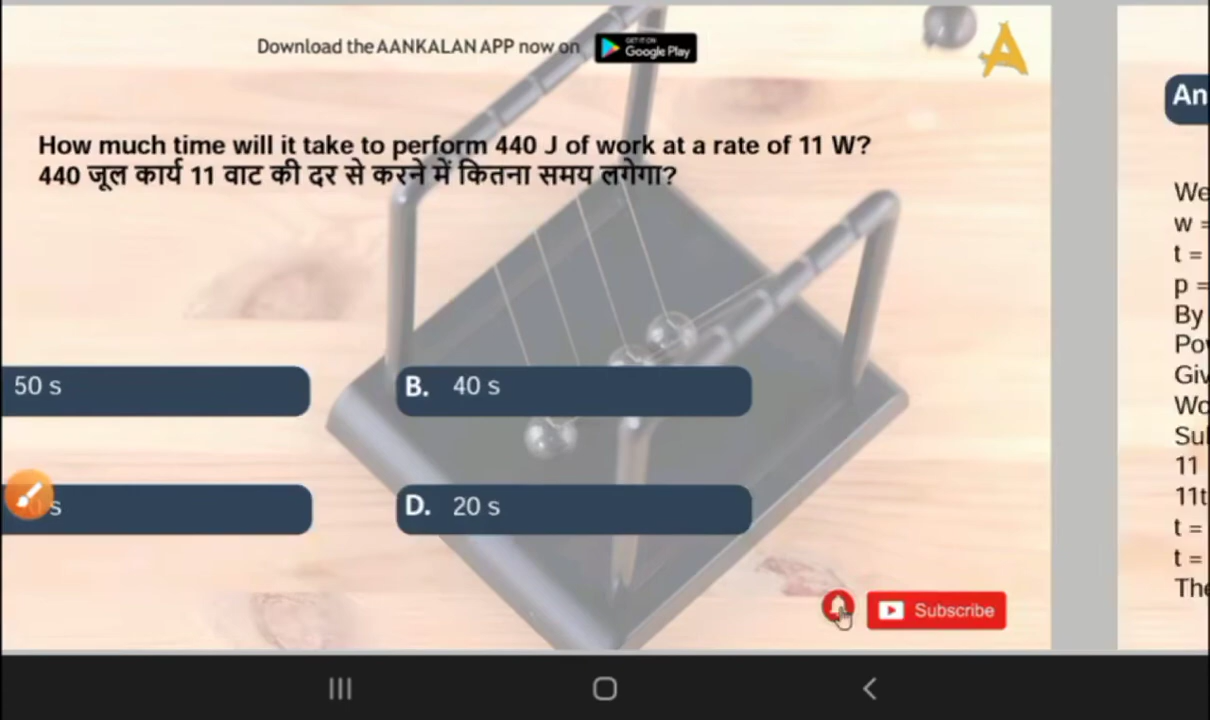 Download the AANKALAN APP now on
GET IT ON
Google Play
A
An
How much time will it take to perform 440 J of work at a rate of 11 W?
440 जूल कार्य 11 वाट की दर से करने में कितना समय लगेगा?
50 s
B. 40 s
s
D. 20 s
We
w =
t =
p =
By
Po
Giv
Wo
Su
11
11t
t =
t =
The
Subscribe